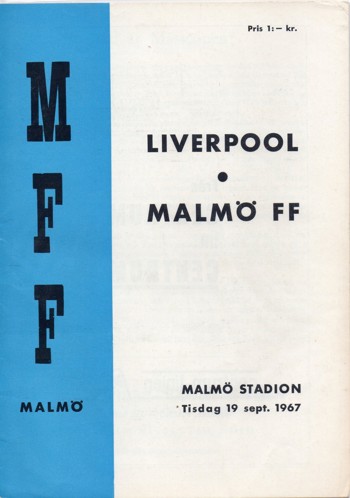 Pris 1:– kr.
M
F
F
MALMÖ
LIVERPOOL
•
MALMÖ FF
MALMÖ STADION
Tisdag 19 sept. 1967